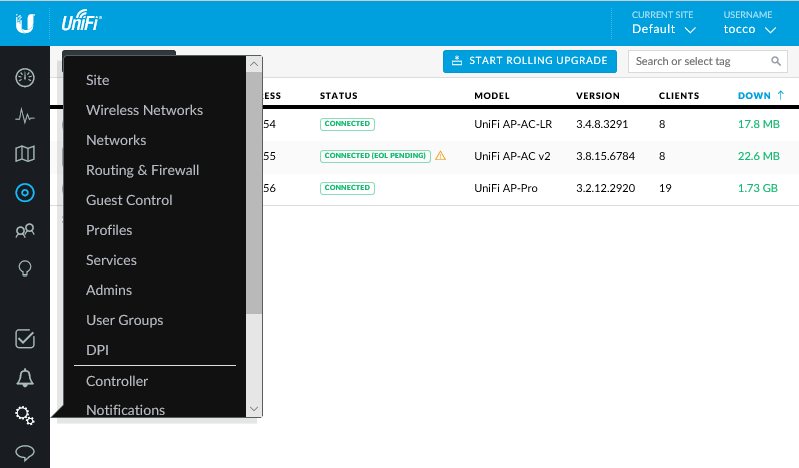 UniFi
CURRENT SITE
Default
USERNAME
tocco
START ROLLING UPGRADE
Search or select tag
Site
Wireless Networks
Networks
Routing & Firewall
Guest Control
Profiles
Services
Admins
User Groups
DPI
Controller
Notifications
ESS STATUS MODEL VERSION CLIENTS DOWN ↑
54 CONNECTED UniFi AP-AC-LR 3.4.8.3291 8 17.8 MB
55 CONNECTED (EOL PENDING) UniFi AP-AC v2 3.8.15.6784 8 22.6 MB
56 CONNECTED UniFi AP-Pro 3.2.12.2920 19 1.73 GB